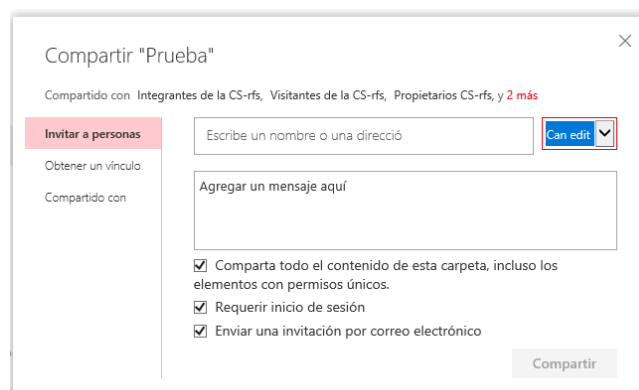 Compartir "Prueba"
Compartido con Integrantes de la CS-rfs, Visitantes de la CS-rfs, Propietarios CS-rfs, y 2 más
Invitar a personas
Escribe un nombre o una direcció
Can edit
Obtener un vínculo
Compartido con
Agregar un mensaje aquí
Comparta todo el contenido de esta carpeta, incluso los
elementos con permisos únicos.
Requerir inicio de sesión
Enviar una invitación por correo electrónico
Compartir